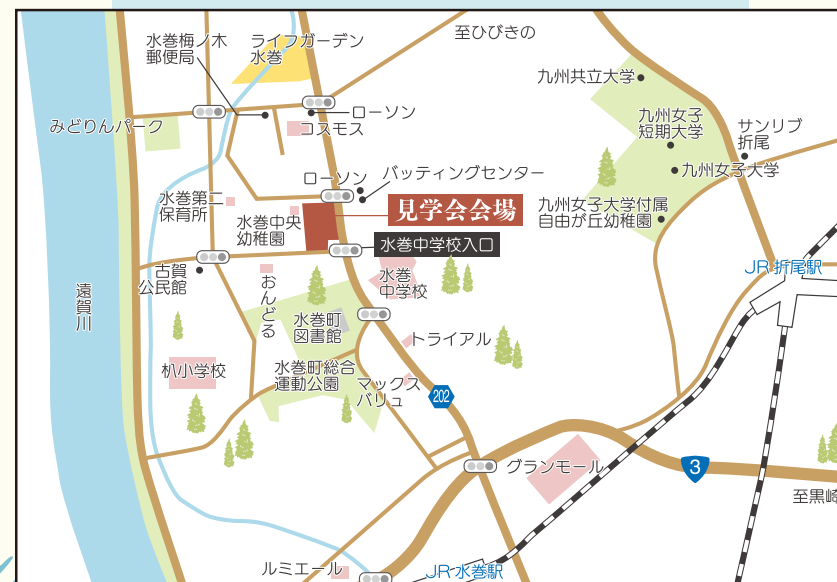 水巻梅ノ木
郵便局
ライフガーデン
水巻
至ひびきの
九州共立大学
九州女子
短期大学
サンリブ
折尾
九州女子大学
九州女子大学付属
自由が丘幼稚園
みどりんパーク
ローソン
コスモス
ローソン
バッティングセンター
水巻第二
保育所
水巻中央
幼稚園
見学会会場
水巻中学校入口
古賀
公民館
おんどる
水巻
中学校
JR 折尾駅
遠賀川
水巻町
図書館
トライアル
朳小学校
水巻町総合
運動公園
マックス
バリュ
202
グランモール
3
至黒崎
ルミエール
JR 水巻駅